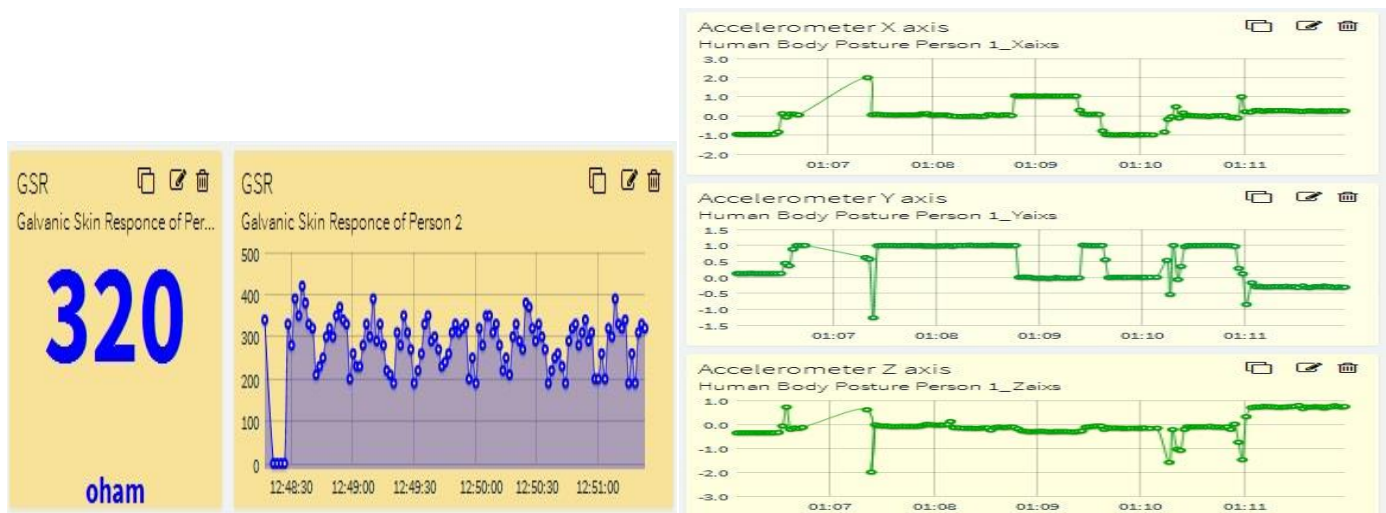 GSR
Galvanic Skin Responce of Per...
320
oham
GSR
Galvanic Skin Responce of Person 2
500
400
300
200
100
0
12:48:30 12:49:00 12:49:30 12:50:00 12:50:30 12:51:00
Accelerometer X axis
Human Body Posture Person 1_Xaixs
3.0
2.0
1.0
0.0
-1.0
-2.0
01:07 01:08 01:09 01:10 01:11
Accelerometer Y axis
Human Body Posture Person 1_Yaixs
1.5
1.0
0.5
0.0
-0.5
-1.0
-1.5
01:07 01:08 01:09 01:10 01:11
Accelerometer Z axis
Human Body Posture Person 1_Zaixs
1.0
0.0
-1.0
-2.0
-3.0
01:07 01:08 01:09 01:10 01:11